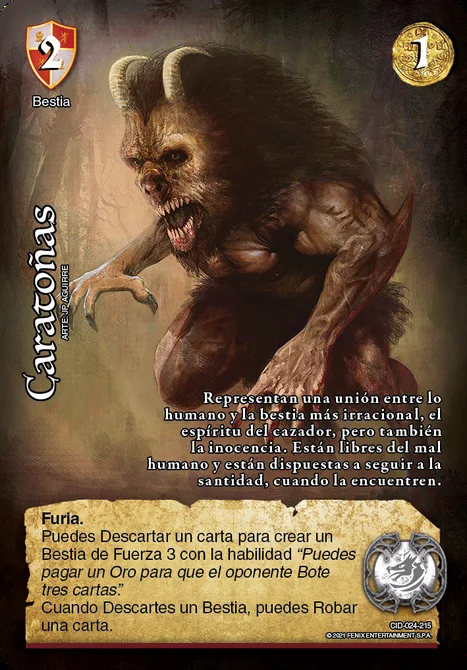 2
1
Bestia
Caratoñas
ARTE: JP AGUIRRE
Representan una unión entre lo
humano y la bestia más irracional, el
espíritu del cazador, pero también
la inocencia. Están libres del mal
humano y están dispuestas a seguir a la
santidad, cuando la encuentren.
Furia.
Puedes Descartar un carta para crear un
Bestia de Fuerza 3 con la habilidad “Puedes
pagar un Oro para que el oponente Bote
tres cartas”.
Cuando Descartes un Bestia, puedes Robar
una carta.
CID-024-215
©2021 FENIX ENTERTAINMENT S.P.A.